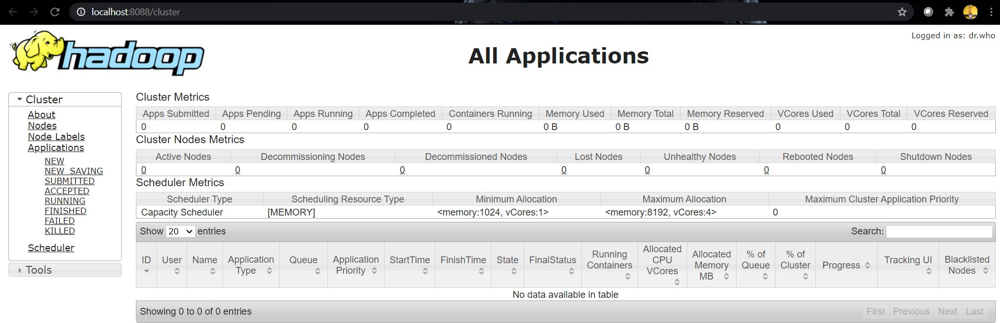 localhost:8088/cluster
Logged in as: dr.who
hadoop
All Applications
Cluster
About
Nodes
Node Labels
Applications
NEW
NEW_SAVING
SUBMITTED
ACCEPTED
RUNNING
FINISHED
FAILED
KILLED
Scheduler
Tools
Cluster Metrics
Apps Submitted Apps Pending Apps Running Apps Completed Containers Running Memory Used Memory Total Memory Reserved VCores Used VCores Total VCores Reserved
0 0 0 0 0 0 B 0 B 0 B 0 0 0
Cluster Nodes Metrics
Active Nodes Decommissioning Nodes Decommissioned Nodes Lost Nodes Unhealthy Nodes Rebooted Nodes Shutdown Nodes
0 0 0 0 0 0 0
Scheduler Metrics
Scheduler Type Scheduling Resource Type Minimum Allocation Maximum Allocation Maximum Cluster Application Priority
Capacity Scheduler [MEMORY] <memory:1024, vCores:1> <memory:8192, vCores:4> 0
Show 20 entries Search:
ID User Name Application Type Queue Application Priority StartTime FinishTime State FinalStatus Running Containers Allocated CPU VCores Allocated Memory MB % of Queue % of Cluster Progress Tracking UI Blacklisted Nodes
No data available in table
Showing 0 to 0 of 0 entries First Previous Next Last